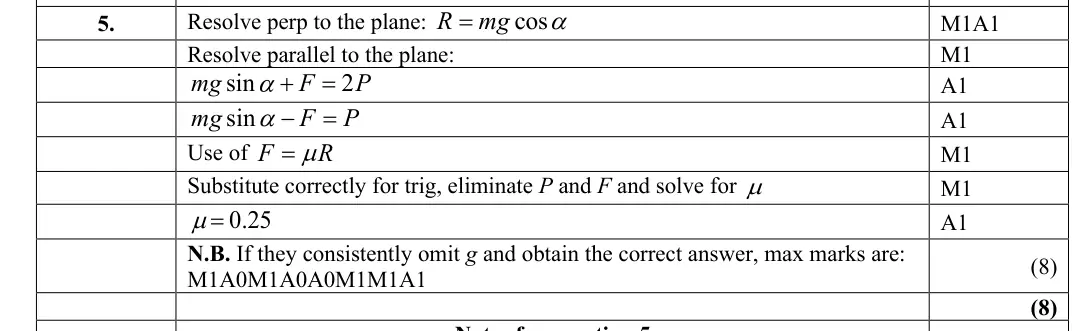 5. Resolve perp to the plane: R = mg cos α M1A1
Resolve parallel to the plane: M1
mg sin α + F = 2P A1
mg sin α − F = P A1
Use of F = μR M1
Substitute correctly for trig, eliminate P and F and solve for μ M1
μ = 0.25 A1
N.B. If they consistently omit g and obtain the correct answer, max marks are:
M1A0M1A0A0M1M1A1 (8)
(8)